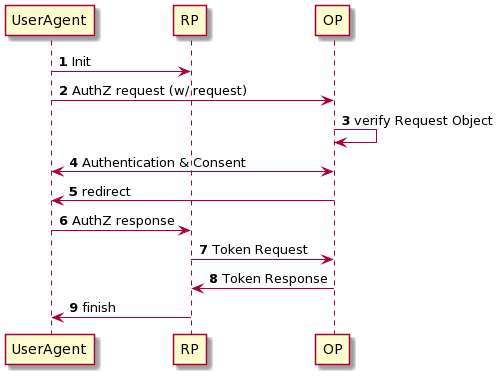 UserAgent RP OP
1 Init
2 AuthZ request (w/ request)
3 verify Request Object
4 Authentication & Consent
5 redirect
6 AuthZ response
7 Token Request
8 Token Response
9 finish
UserAgent RP OP